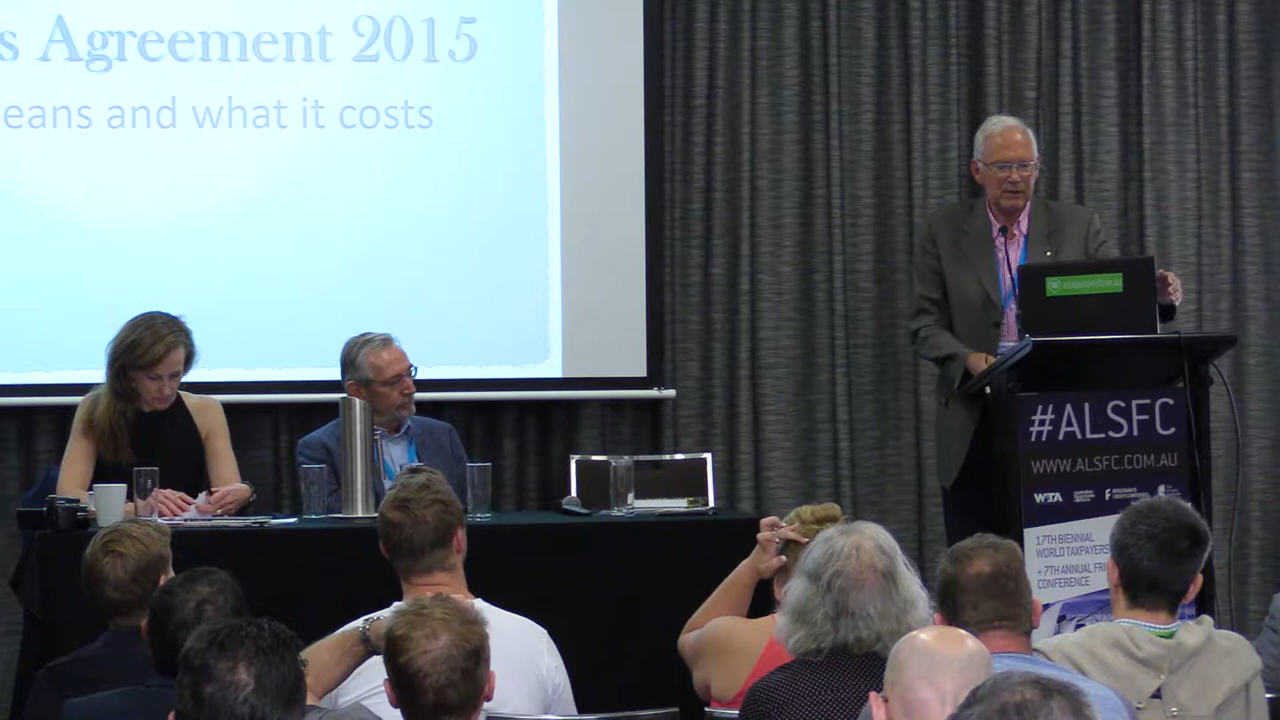 s Agreement 2015
eans and what it costs
#ALSFC
WWW.ALSFC.COM.AU
WTA
17TH BIENNIAL
WORLD TAXPAYERS
+ 7TH ANNUAL FRI
CONFERENCE